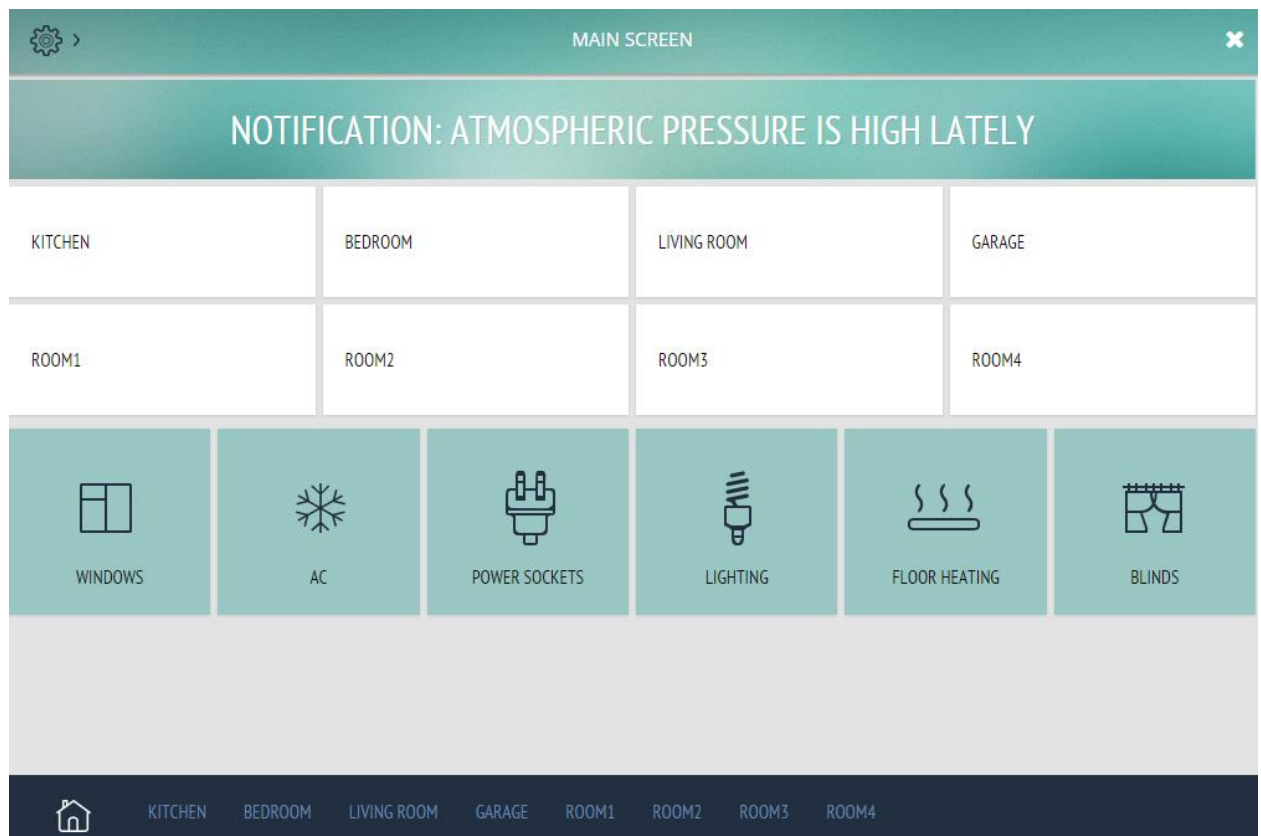 MAIN SCREEN
NOTIFICATION: ATMOSPHERIC PRESSURE IS HIGH LATELY
KITCHEN BEDROOM LIVING ROOM GARAGE
ROOM1 ROOM2 ROOM3 ROOM4
WINDOWS AC POWER SOCKETS LIGHTING FLOOR HEATING BLINDS
KITCHEN BEDROOM LIVING ROOM GARAGE ROOM1 ROOM2 ROOM3 ROOM4